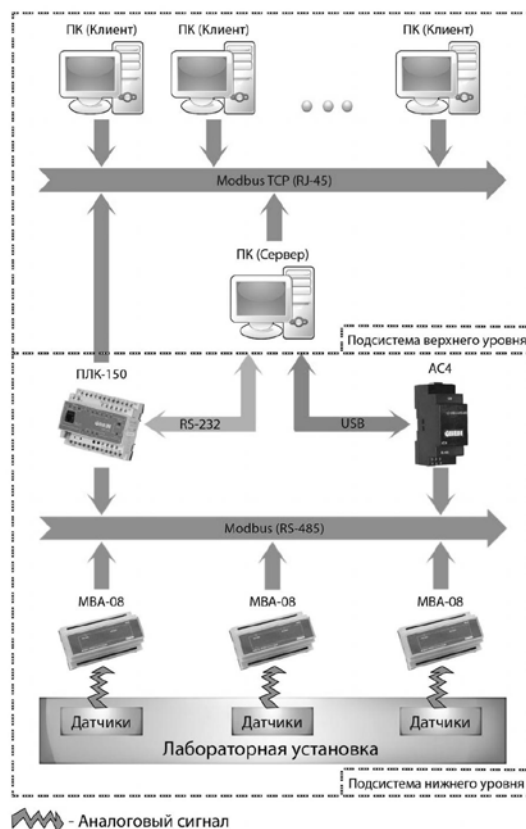 ПК (Клиент) ПК (Клиент) ПК (Клиент)
Modbus TCP (RJ-45)
ПК (Сервер)
Подсистема верхнего уровня
ПЛК-150 AC4
RS-232 USB
Modbus (RS-485)
МВА-08 МВА-08 МВА-08
Датчики Датчики Датчики
Лабораторная установка
Подсистема нижнего уровня
- Аналоговый сигнал